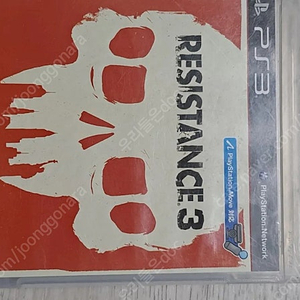 PS3
RESISTANCE 3
PlayStation Move 対応
PlayStation Network